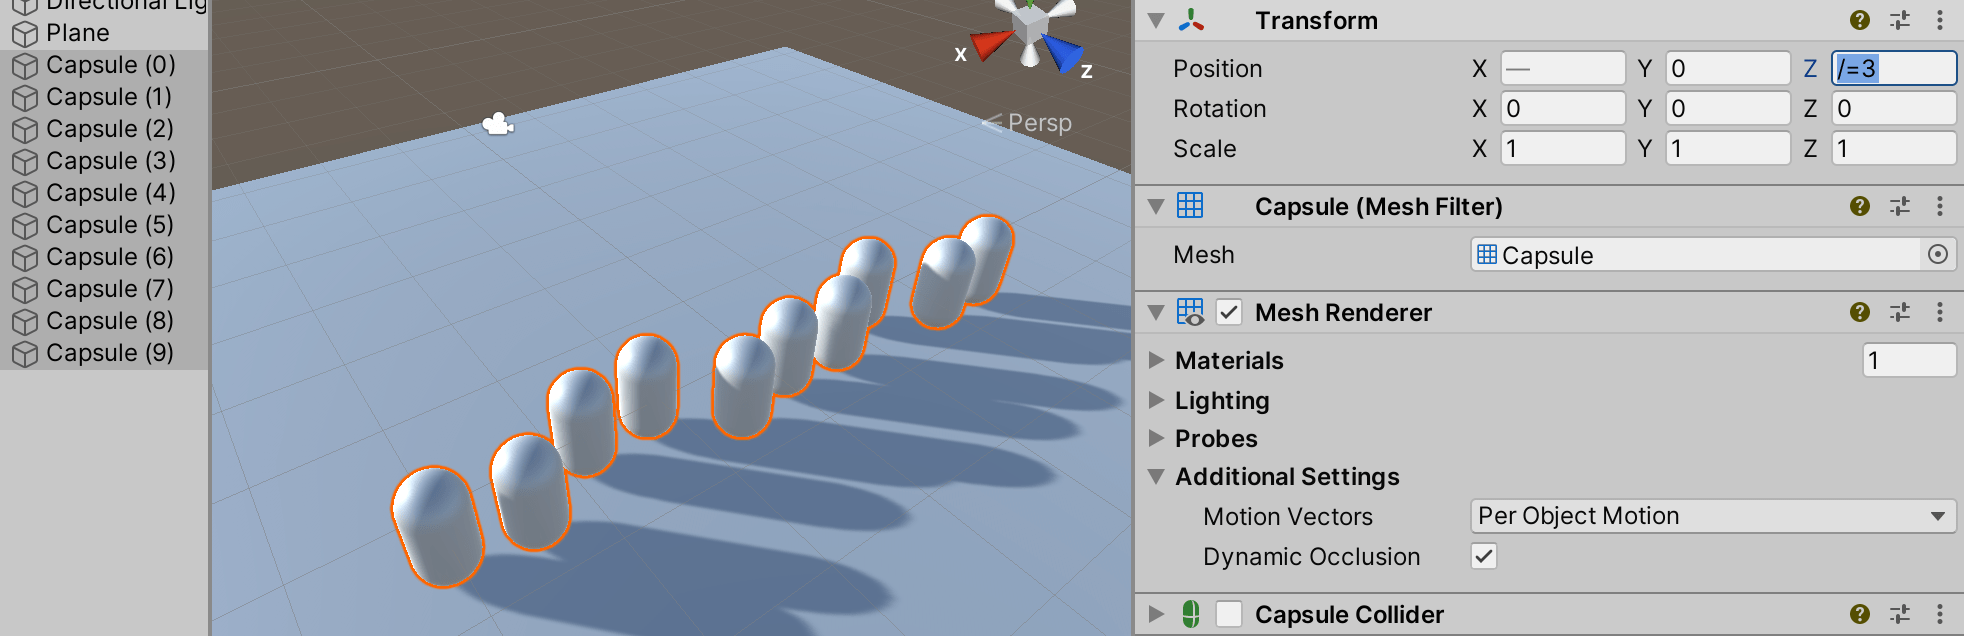 Directional Lig
Plane
Capsule (0)
Capsule (1)
Capsule (2)
Capsule (3)
Capsule (4)
Capsule (5)
Capsule (6)
Capsule (7)
Capsule (8)
Capsule (9)
X
Z
Persp
Transform
Position X — Y 0 Z /=3
Rotation X 0 Y 0 Z 0
Scale X 1 Y 1 Z 1
Capsule (Mesh Filter)
Mesh Capsule
Mesh Renderer
Materials 1
Lighting
Probes
Additional Settings
Motion Vectors Per Object Motion
Dynamic Occlusion
Capsule Collider